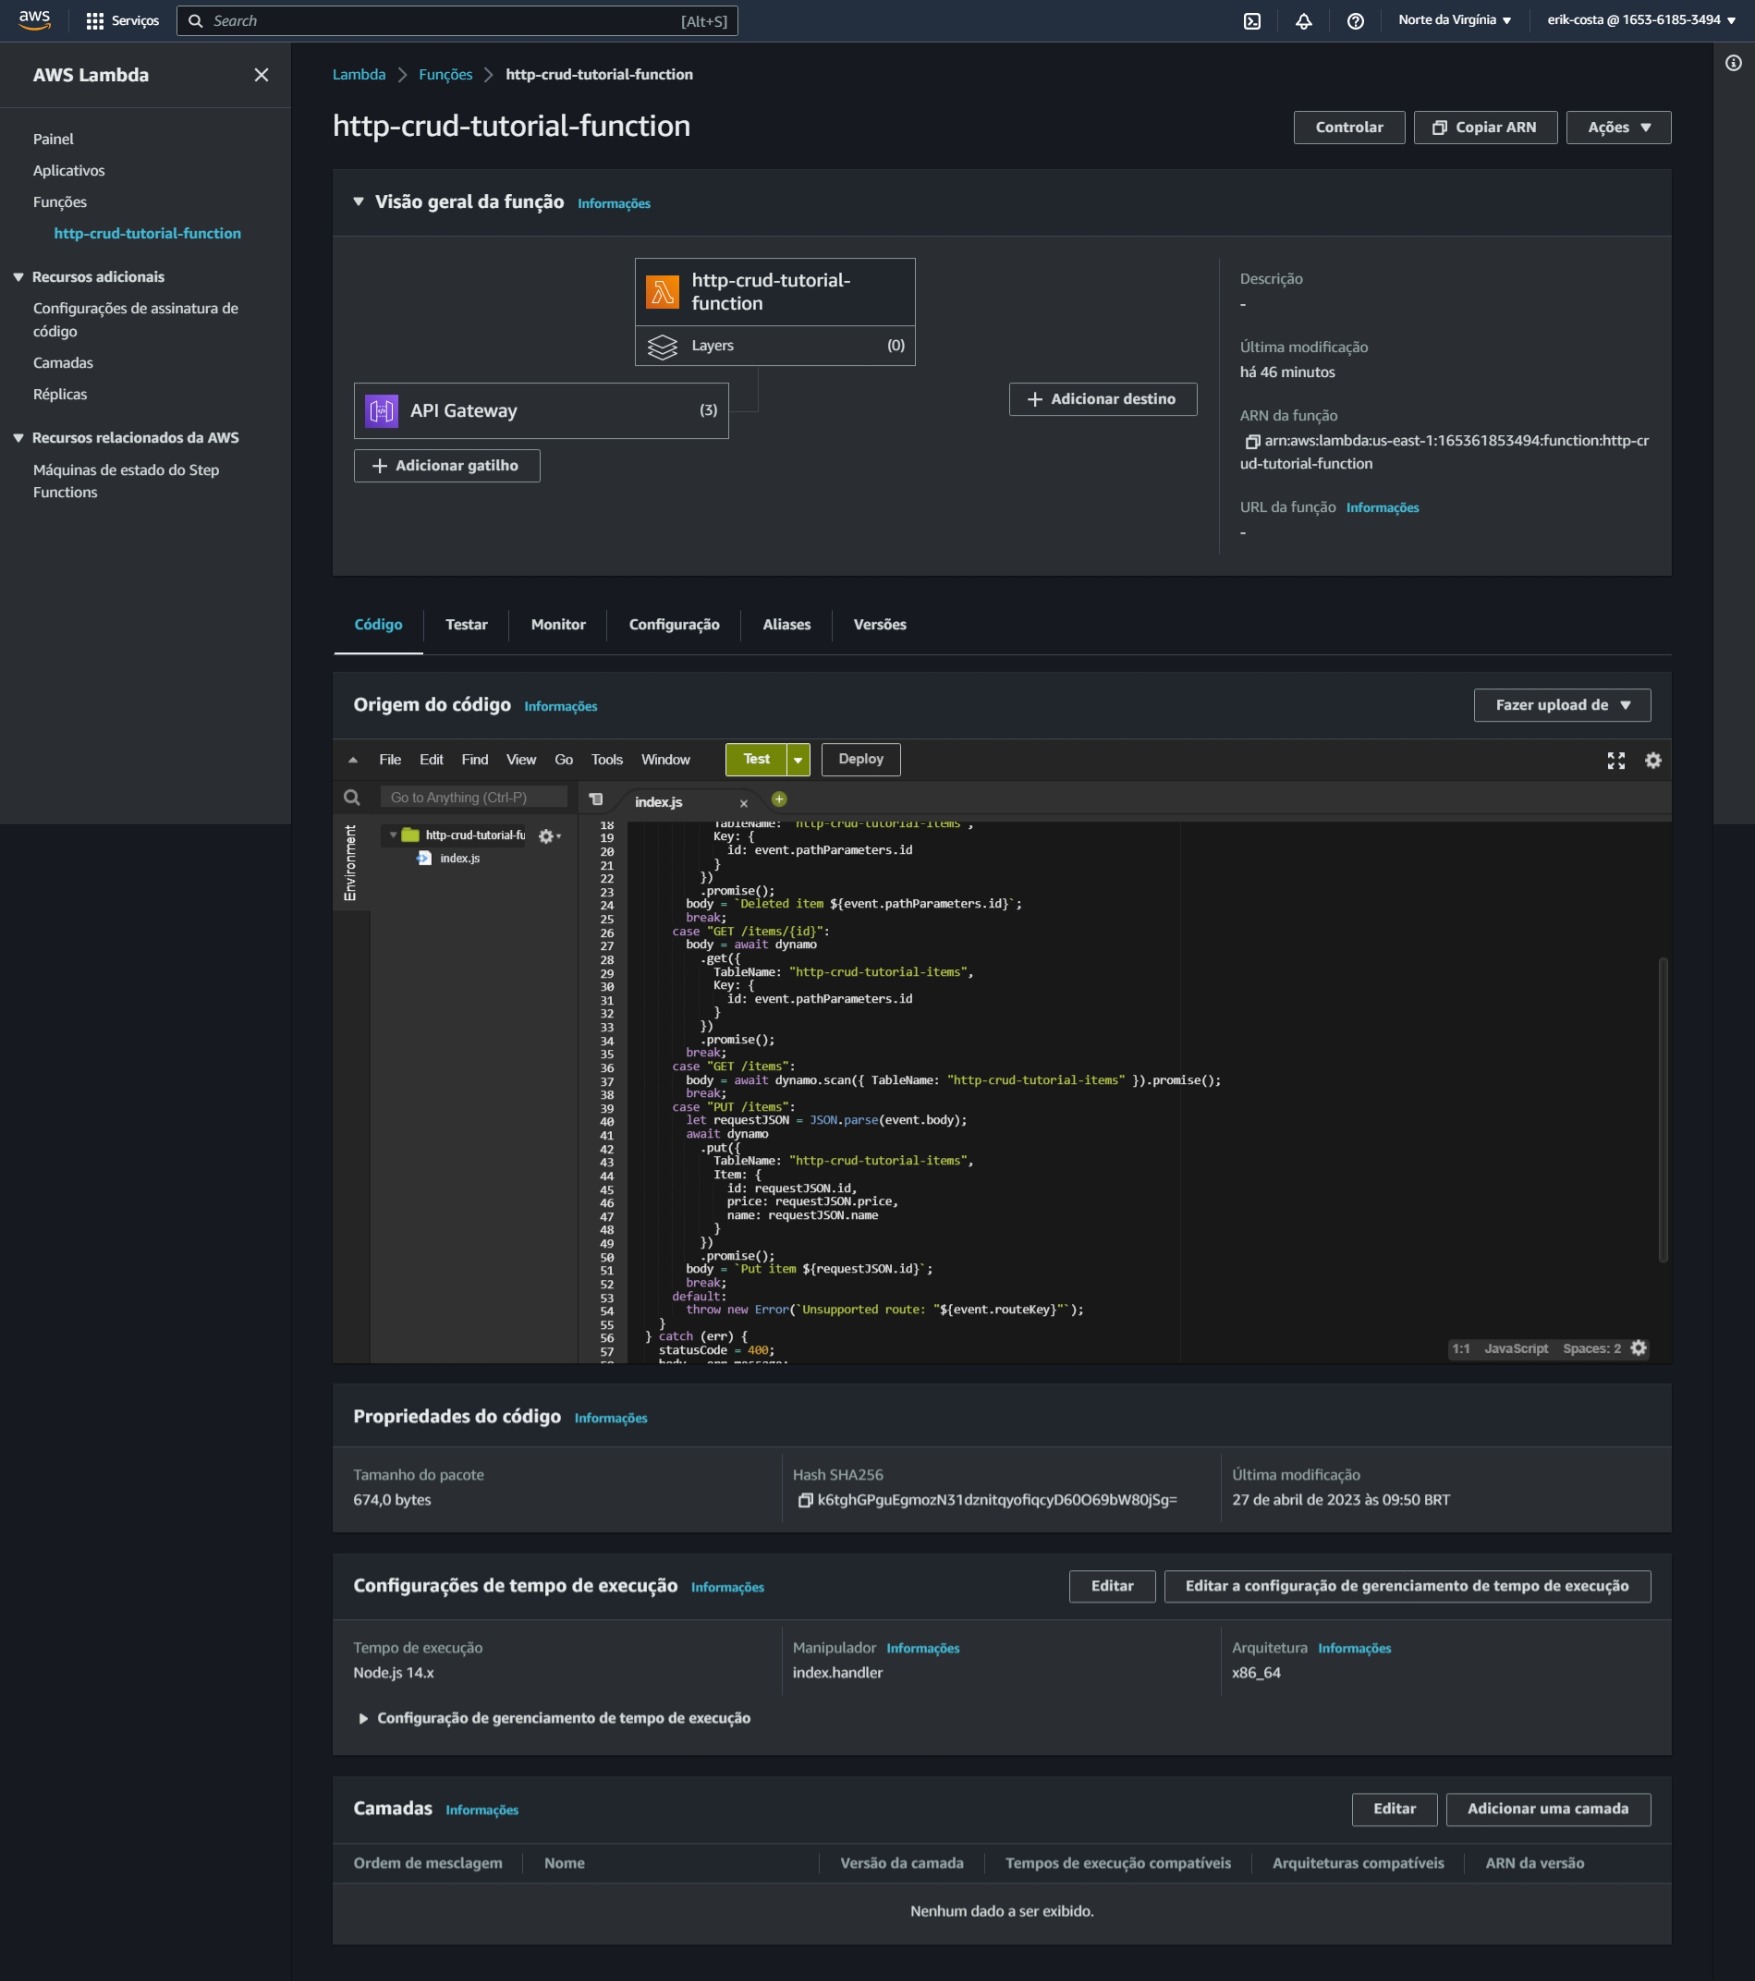 aws
Serviços
Search
[Alt+S]
Norte da Virgínia ▼
erik-costa @ 1653-6185-3494 ▼
AWS Lambda
Painel
Aplicativos
Funções
http-crud-tutorial-function
Recursos adicionais
Configurações de assinatura de
código
Camadas
Réplicas
Recursos relacionados da AWS
Máquinas de estado do Step
Functions
Lambda > Funções > http-crud-tutorial-function
http-crud-tutorial-function
Controlar
Copiar ARN
Ações ▼
Visão geral da função Informações
http-crud-tutorial-
function
Layers (0)
API Gateway (3)
+ Adicionar gatilho
+ Adicionar destino
Descrição
-
Última modificação
há 46 minutos
ARN da função
arn:aws:lambda:us-east-1:165361853494:function:http-cr
ud-tutorial-function
URL da função Informações
-
Código
Testar
Monitor
Configuração
Aliases
Versões
Origem do código Informações
Fazer upload de ▼
File Edit Find View Go Tools Window
Test
Deploy
Go to Anything (Ctrl-P)
index.js
Environment
http-crud-tutorial-fu
index.js
18 TableName: "http-crud-tutorial-items",
19 Key: {
20 id: event.pathParameters.id
21 }
22 })
23 .promise();
24 body = `Deleted item ${event.pathParameters.id}`;
25 break;
26 case "GET /items/{id}":
27 body = await dynamo
28 .get({
29 TableName: "http-crud-tutorial-items",
30 Key: {
31 id: event.pathParameters.id
32 }
33 })
34 .promise();
35 break;
36 case "GET /items":
37 body = await dynamo.scan({ TableName: "http-crud-tutorial-items" }).promise();
38 break;
39 case "PUT /items":
40 let requestJSON = JSON.parse(event.body);
41 await dynamo
42 .put({
43 TableName: "http-crud-tutorial-items",
44 Item: {
45 id: requestJSON.id,
46 price: requestJSON.price,
47 name: requestJSON.name
48 }
49 })
50 .promise();
51 body = `Put item ${requestJSON.id}`;
52 break;
53 default:
54 throw new Error(`Unsupported route: "${event.routeKey}"`);
55 }
56 } catch (err) {
57 statusCode = 400;
58 body = err.message;
1:1 JavaScript Spaces: 2
Propriedades do código Informações
Tamanho do pacote
674,0 bytes
Hash SHA256
k6tghGPguEgmozN31dznitqyofiqcyD60O69bW80jSg=
Última modificação
27 de abril de 2023 às 09:50 BRT
Configurações de tempo de execução Informações
Editar
Editar a configuração de gerenciamento de tempo de execução
Tempo de execução
Node.js 14.x
Manipulador Informações
index.handler
Arquitetura Informações
x86_64
Configuração de gerenciamento de tempo de execução
Camadas Informações
Editar
Adicionar uma camada
Ordem de mesclagem
Nome
Versão da camada
Tempos de execução compatíveis
Arquiteturas compatíveis
ARN da versão
Nenhum dado a ser exibido.